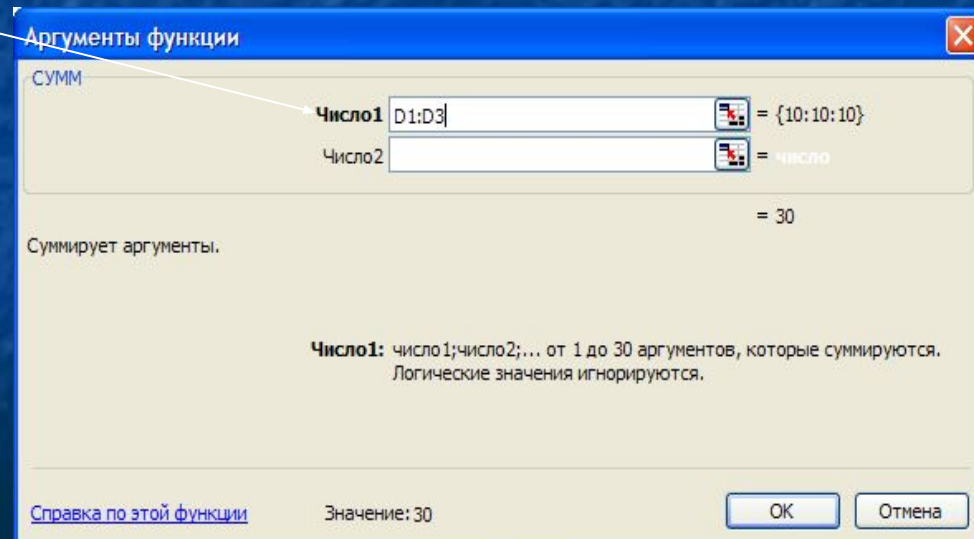 Аргументы функции
СУММ
Число1 D1:D3 = {10:10:10}
Число2 = число
= 30
Суммирует аргументы.
Число1: число1;число2;... от 1 до 30 аргументов, которые суммируются.
Логические значения игнорируются.
Справка по этой функции Значение: 30 OK Отмена